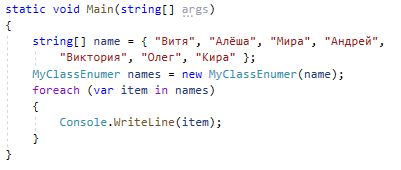 static void Main(string[] args)
{
string[] name = { "Витя", "Алёша", "Мира", "Андрей",
"Виктория", "Олег", "Кира" };
MyClassEnumer names = new MyClassEnumer(name);
foreach (var item in names)
{
Console.WriteLine(item);
}
}